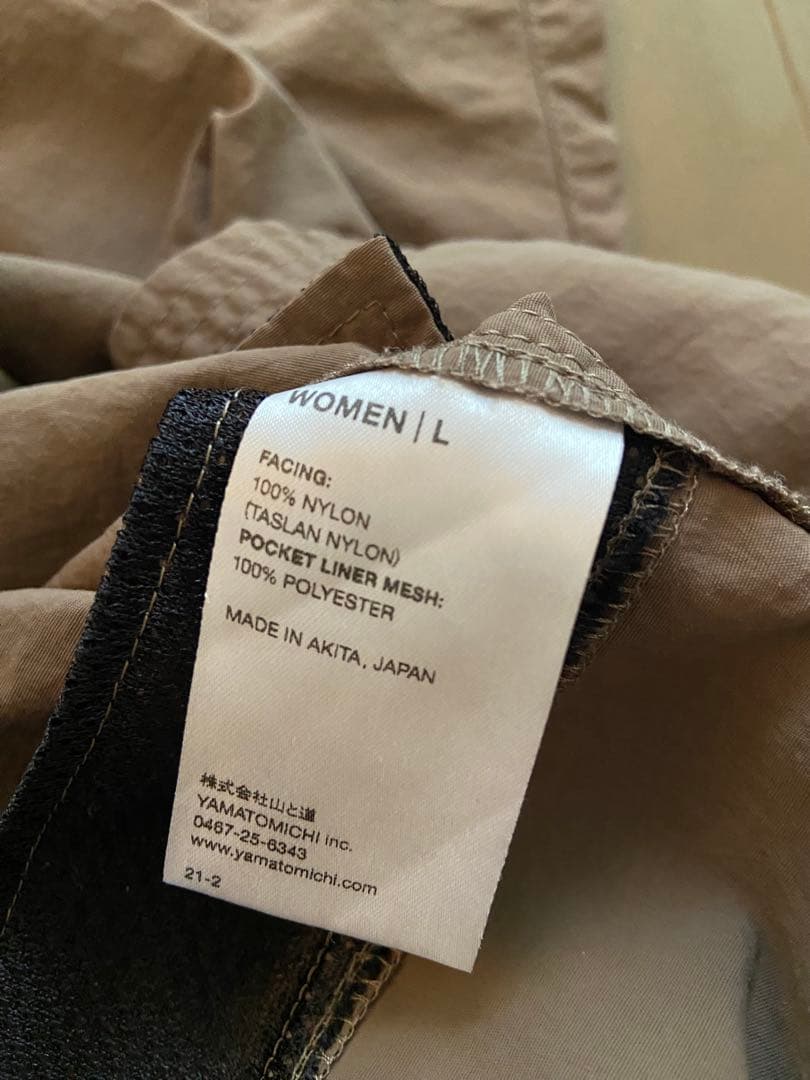 WOMEN | L
FACING:
100% NYLON
(TASLAN NYLON)
POCKET LINER MESH:
100% POLYESTER
MADE IN AKITA, JAPAN
株式会社山と道
YAMATOMICHI inc.
0467-25-6343
www.yamatomichi.com
21-2